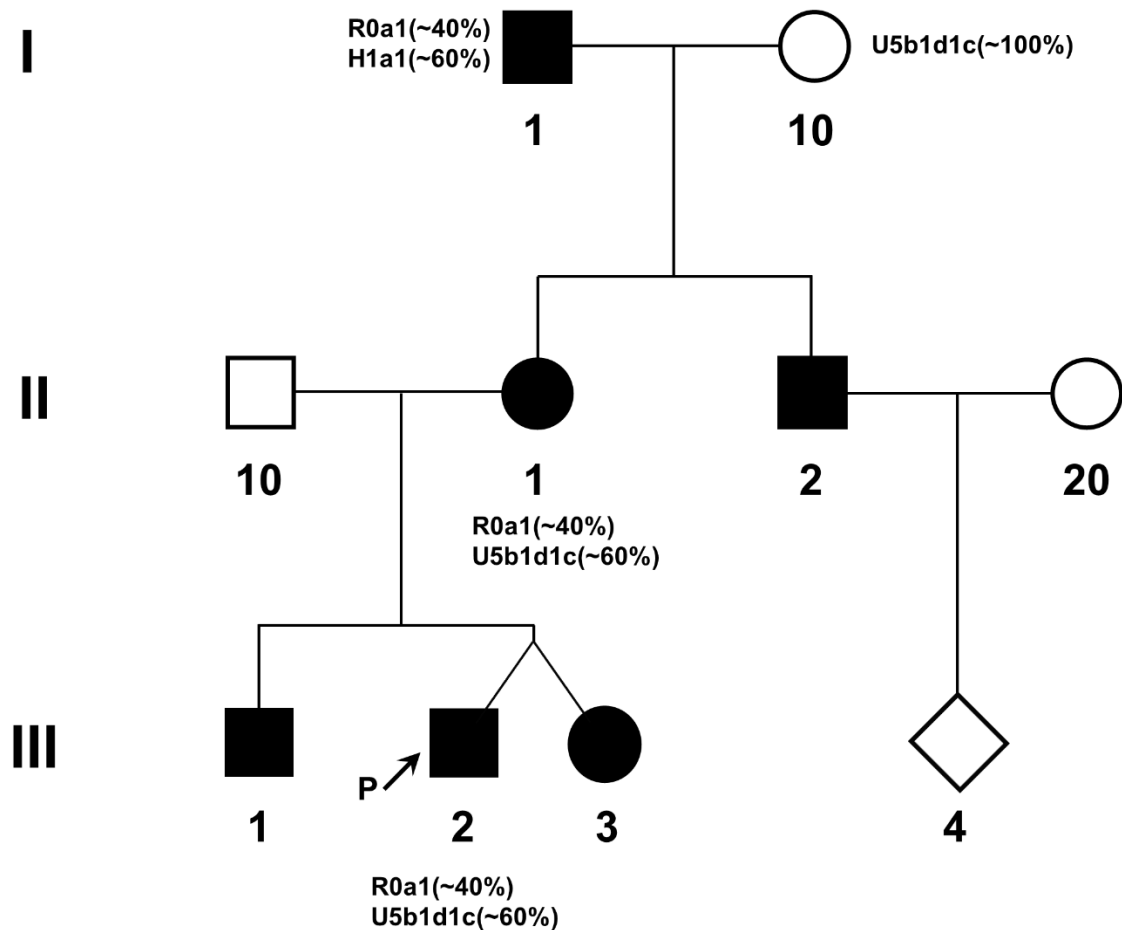 I
R0a1(~40%)
H1a1(~60%)
U5b1d1c(~100%)
1
10
II
10
1
2
20
R0a1(~40%)
U5b1d1c(~60%)
III
P
1
2
3
4
R0a1(~40%)
U5b1d1c(~60%)